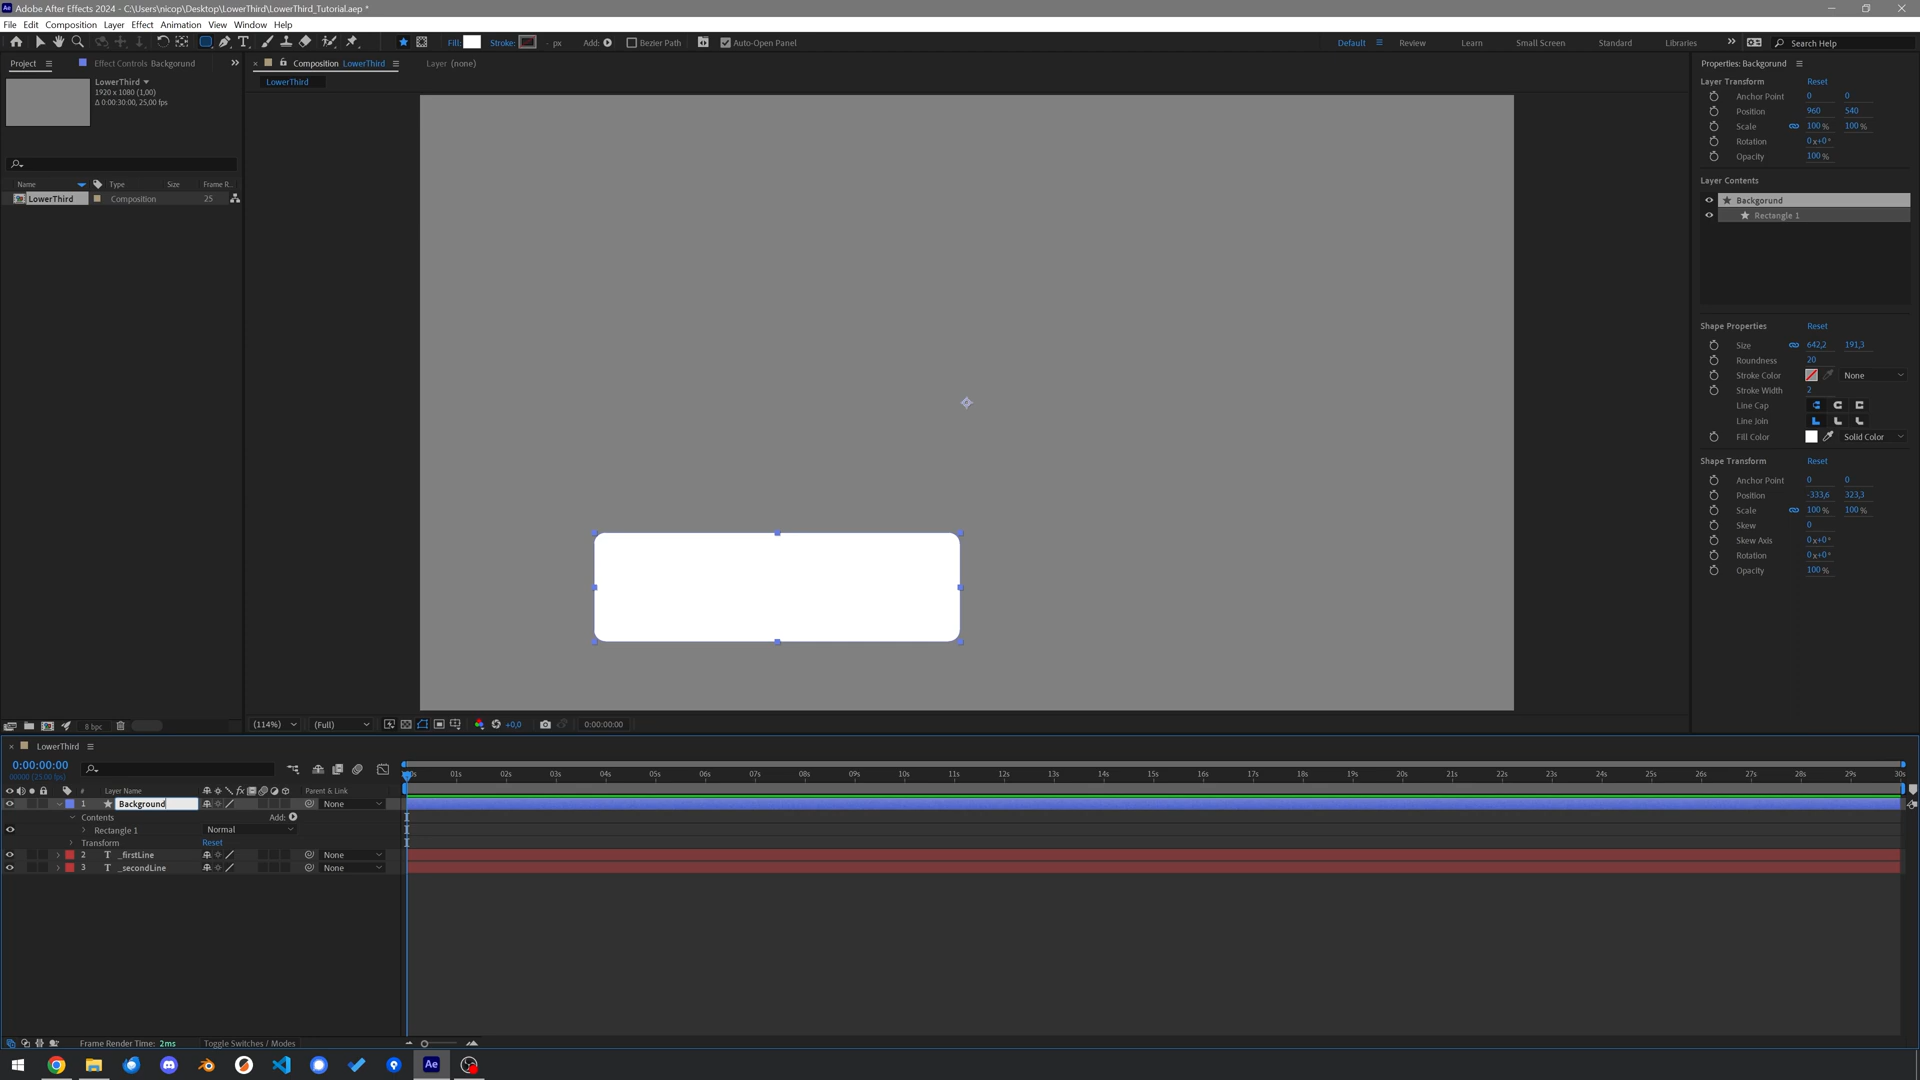 Adobe After Effects 2024 - C:\Users\nicop\Desktop\LowerThird\LowerThird_Tutorial.aep *
File Edit Composition Layer Effect Animation View Window Help
Fill: Stroke: - px Add: Bezier Path Auto-Open Panel Default Review Learn Small Screen Standard Libraries Search Help
Project Effect Controls Backgorund Composition LowerThird Layer (none) Properties: Backgorund
LowerThird
1920 x 1080 (1,00)
Δ 0:00:30:00, 25,00 fps
LowerThird
Name Type Size Frame R...
LowerThird Composition 25
Layer Transform Reset
Anchor Point 0 0
Position 960 540
Scale 100 % 100 %
Rotation 0 x+0 °
Opacity 100 %
Layer Contents
Backgorund
Rectangle 1
Shape Properties Reset
Size 642,2 191,3
Roundness 20
Stroke Color None
Stroke Width 2
Line Cap
Line Join
Fill Color Solid Color
Shape Transform Reset
Anchor Point 0 0
Position -333,6 323,3
Scale 100 % 100 %
Skew 0
Skew Axis 0 x+0 °
Rotation 0 x+0 °
Opacity 100 %
8 bpc (114%) (Full) +0,0 0:00:00:00
LowerThird
0:00:00:00
00000 (25.00 fps)
01s 02s 03s 04s 05s 06s 07s 08s 09s 10s 11s 12s 13s 14s 15s 16s 17s 18s 19s 20s 21s 22s 23s 24s 25s 26s 27s 28s 29s 30s
# Layer Name fx Parent & Link
1 Background None
Contents Add:
Rectangle 1 Normal
Transform Reset
2 T _firstLine None
3 T _secondLine None
Frame Render Time: 2ms Toggle Switches / Modes
Ae